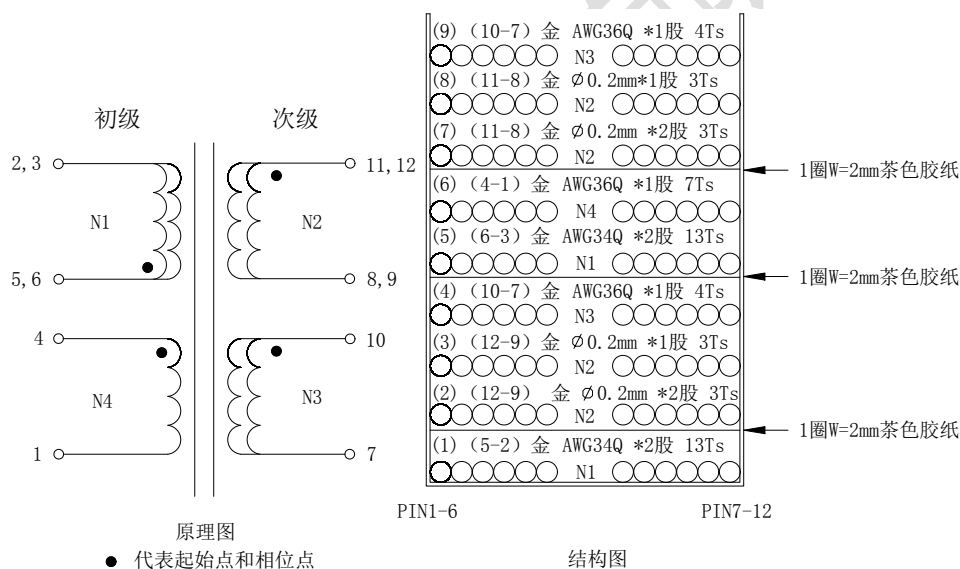 初级
次级
2,3
11,12
N1
N2
5,6
8,9
4
10
N4
N3
1
7
原理图
● 代表起始点和相位点
(9)（10-7）金 AWG36Q *1股 4Ts
N3
(8)（11-8）金 Ø0.2mm*1股 3Ts
N2
(7)（11-8）金 Ø0.2mm *2股 3Ts
N2
1圈W=2mm茶色胶纸
(6)（4-1）金 AWG36Q *1股 7Ts
N4
(5)（6-3）金 AWG34Q *2股 13Ts
N1
1圈W=2mm茶色胶纸
(4)（10-7）金 AWG36Q *1股 4Ts
N3
(3)（12-9）金 Ø0.2mm *1股 3Ts
N2
(2)（12-9） 金 Ø0.2mm *2股 3Ts
N2
1圈W=2mm茶色胶纸
(1)（5-2）金 AWG34Q *2股 13Ts
N1
PIN1-6
PIN7-12
结构图